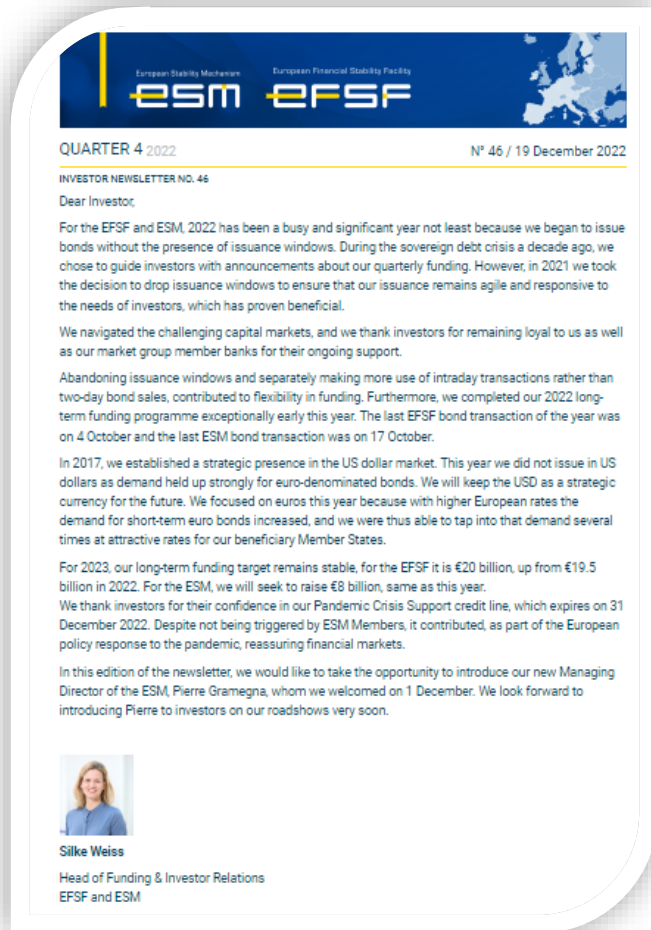 European Stability Mechanism
European Financial Stability Facility
esm
EFSF
QUARTER 4 2022
N° 46 / 19 December 2022
INVESTOR NEWSLETTER NO. 46
Dear Investor,
For the EFSF and ESM, 2022 has been a busy and significant year not least because we began to issue
bonds without the presence of issuance windows. During the sovereign debt crisis a decade ago, we
chose to guide investors with announcements about our quarterly funding. However, in 2021 we took
the decision to drop issuance windows to ensure that our issuance remains agile and responsive to
the needs of investors, which has proven beneficial.
We navigated the challenging capital markets, and we thank investors for remaining loyal to us as well
as our market group member banks for their ongoing support.
Abandoning issuance windows and separately making more use of intraday transactions rather than
two-day bond sales, contributed to flexibility in funding. Furthermore, we completed our 2022 long-
term funding programme exceptionally early this year. The last EFSF bond transaction of the year was
on 4 October and the last ESM bond transaction was on 17 October.
In 2017, we established a strategic presence in the US dollar market. This year we did not issue in US
dollars as demand held up strongly for euro-denominated bonds. We will keep the USD as a strategic
currency for the future. We focused on euros this year because with higher European rates the
demand for short-term euro bonds increased, and we were thus able to tap into that demand several
times at attractive rates for our beneficiary Member States.
For 2023, our long-term funding target remains stable, for the EFSF it is €20 billion, up from €19.5
billion in 2022. For the ESM, we will seek to raise €8 billion, same as this year.
We thank investors for their confidence in our Pandemic Crisis Support credit line, which expires on 31
December 2022. Despite not being triggered by ESM Members, it contributed, as part of the European
policy response to the pandemic, reassuring financial markets.
In this edition of the newsletter, we would like to take the opportunity to introduce our new Managing
Director of the ESM, Pierre Gramegna, whom we welcomed on 1 December. We look forward to
introducing Pierre to investors on our roadshows very soon.
Silke Weiss
Head of Funding & Investor Relations
EFSF and ESM